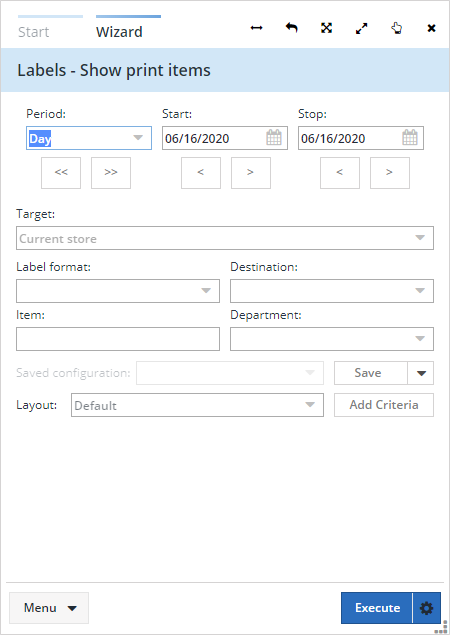 Start Wizard
Labels - Show print items
Period: Start: Stop:
Day 06/16/2020 06/16/2020
<< >> < > < >
Target:
Current store
Label format: Destination:
Item: Department:
Saved configuration: Save
Layout: Default Add Criteria
Menu Execute